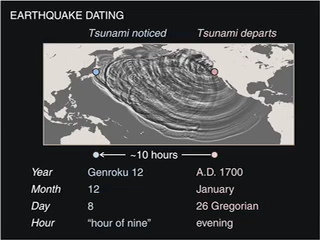 EARTHQUAKE DATING
Tsunami noticed Tsunami departs
~10 hours
Year Genroku 12 A.D. 1700
Month 12 January
Day 8 26 Gregorian
Hour “hour of nine” evening